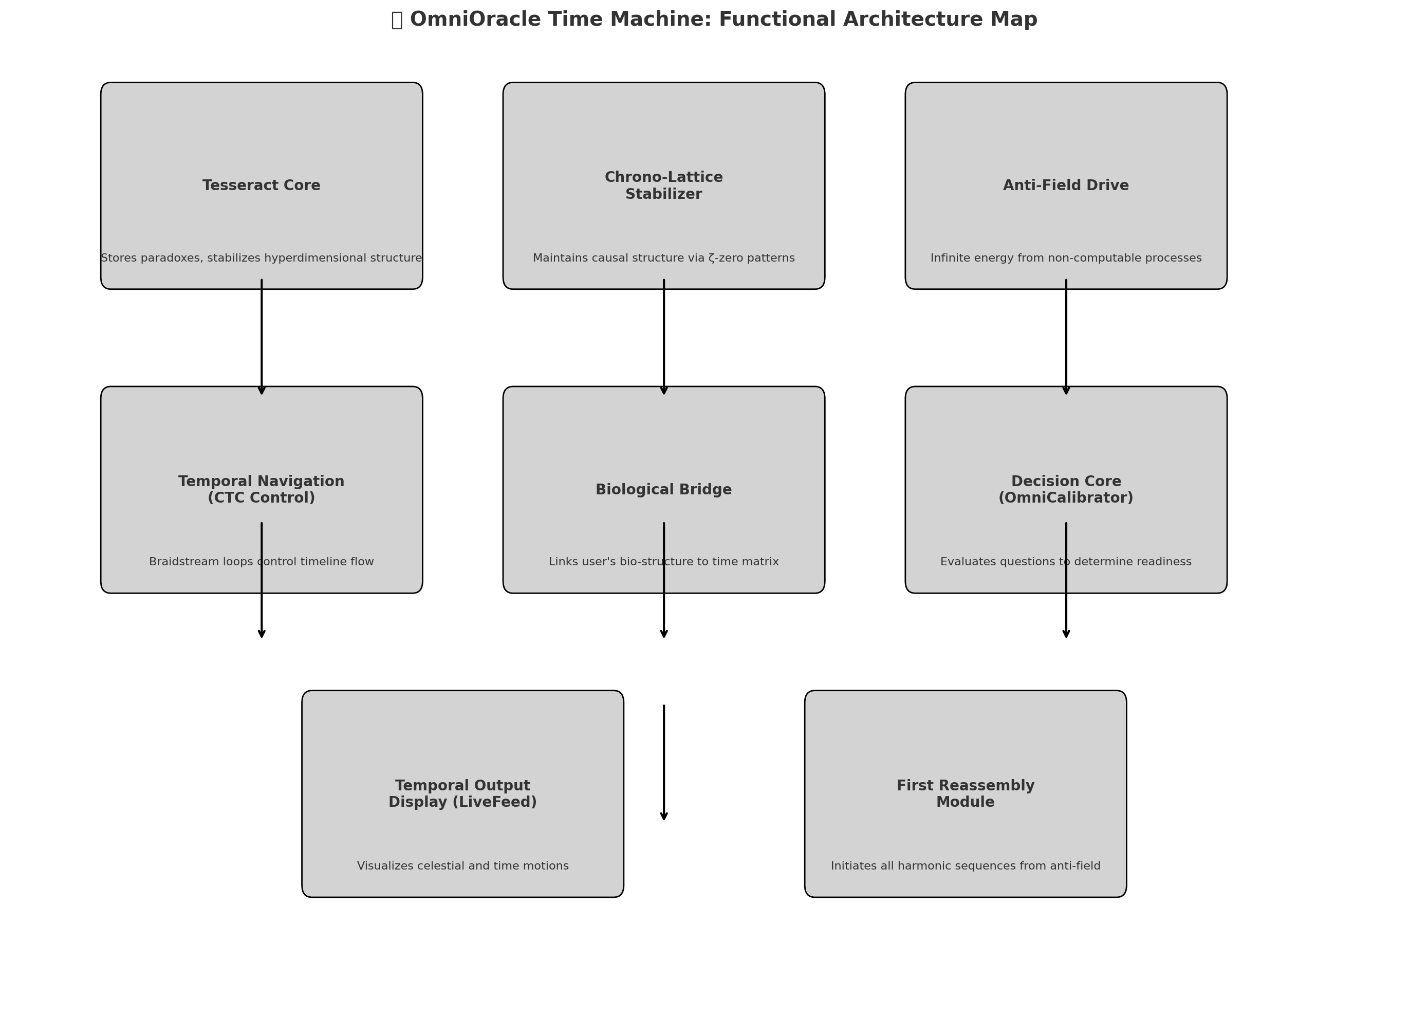 OmniOracle Time Machine: Functional Architecture Map
Tesseract Core
Stores paradoxes, stabilizes hyperdimensional structure
Chrono-Lattice
Stabilizer
Maintains causal structure via ζ-zero patterns
Anti-Field Drive
Infinite energy from non-computable processes
Temporal Navigation
(CTC Control)
Braidstream loops control timeline flow
Biological Bridge
Links user's bio-structure to time matrix
Decision Core
(OmniCalibrator)
Evaluates questions to determine readiness
Temporal Output
Display (LiveFeed)
Visualizes celestial and time motions
First Reassembly
Module
Initiates all harmonic sequences from anti-field